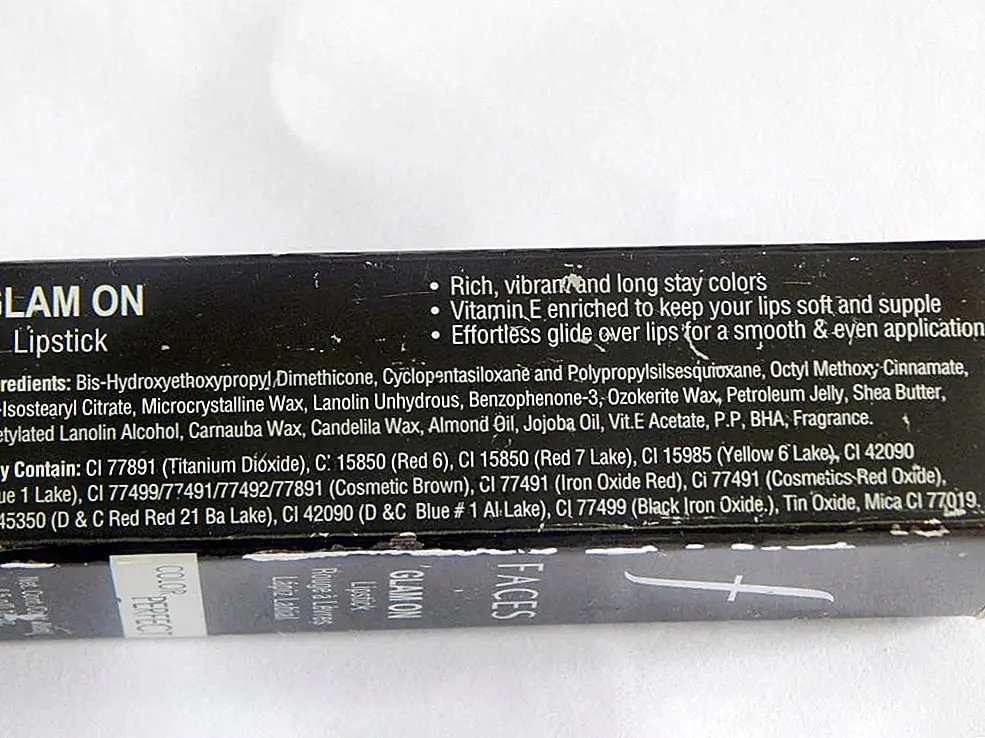 GLAM ON
Lipstick
• Rich, vibrant and long stay colors
• Vitamin E enriched to keep your lips soft and supple
• Effortless glide over lips for a smooth & even application
redients: Bis-Hydroxyethoxypropyl Dimethicone, Cyclopentasiloxane and Polypropylsilsesquioxane, Octyl Methoxy Cinnamate,
-Isostearyl Citrate, Microcrystalline Wax, Lanolin Unhydrous, Benzophenone-3, Ozokerite Wax, Petroleum Jelly, Shea Butter,
etylated Lanolin Alcohol, Carnauba Wax, Candelila Wax, Almond Oil, Jojoba Oil, Vit.E Acetate, P.P, BHA, Fragrance.
y Contain: CI 77891 (Titanium Dioxide), C' 15850 (Red 6), CI 15850 (Red 7 Lake), CI 15985 (Yellow 6 Lake), CI 42090
ue 1 Lake), CI 77499/77491/77492/77891 (Cosmetic Brown), CI 77491 (Iron Oxide Red), Ci 77491 (Cosmetics Red Oxide),
45350 (D & C Red Red 21 Ba Lake), CI 42090 (D &C Blue # 1 Al Lake), CI 77499 (Black Iron Oxide.), Tin Oxide, Mica CI 77019.
f
FACES
GLAM ON
Lipstick
Rouge à Lèvres
COLOR
PERFECT